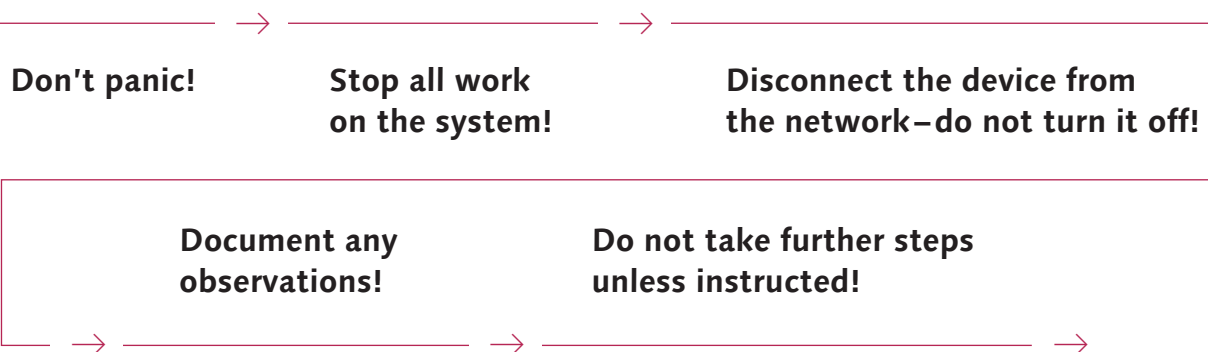 Don't panic!
Stop all work
on the system!
Disconnect the device from
the network–do not turn it off!
Document any
observations!
Do not take further steps
unless instructed!